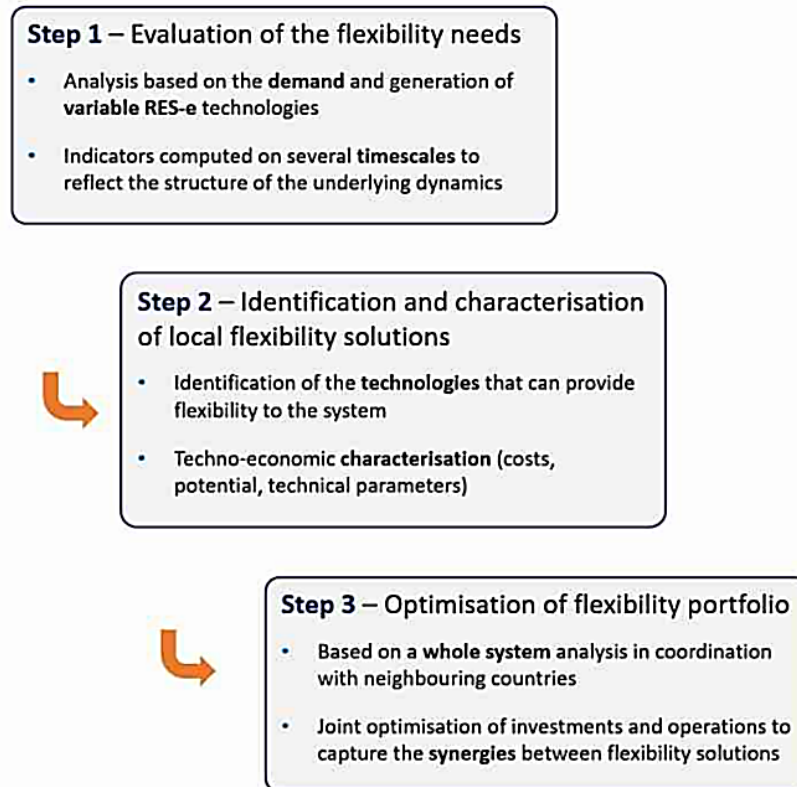 Step 1 – Evaluation of the flexibility needs
• Analysis based on the demand and generation of
variable RES-e technologies
• Indicators computed on several timescales to
reflect the structure of the underlying dynamics
Step 2 – Identification and characterisation
of local flexibility solutions
• Identification of the technologies that can provide
flexibility to the system
• Techno-economic characterisation (costs,
potential, technical parameters)
Step 3 – Optimisation of flexibility portfolio
• Based on a whole system analysis in coordination
with neighbouring countries
• Joint optimisation of investments and operations to
capture the synergies between flexibility solutions